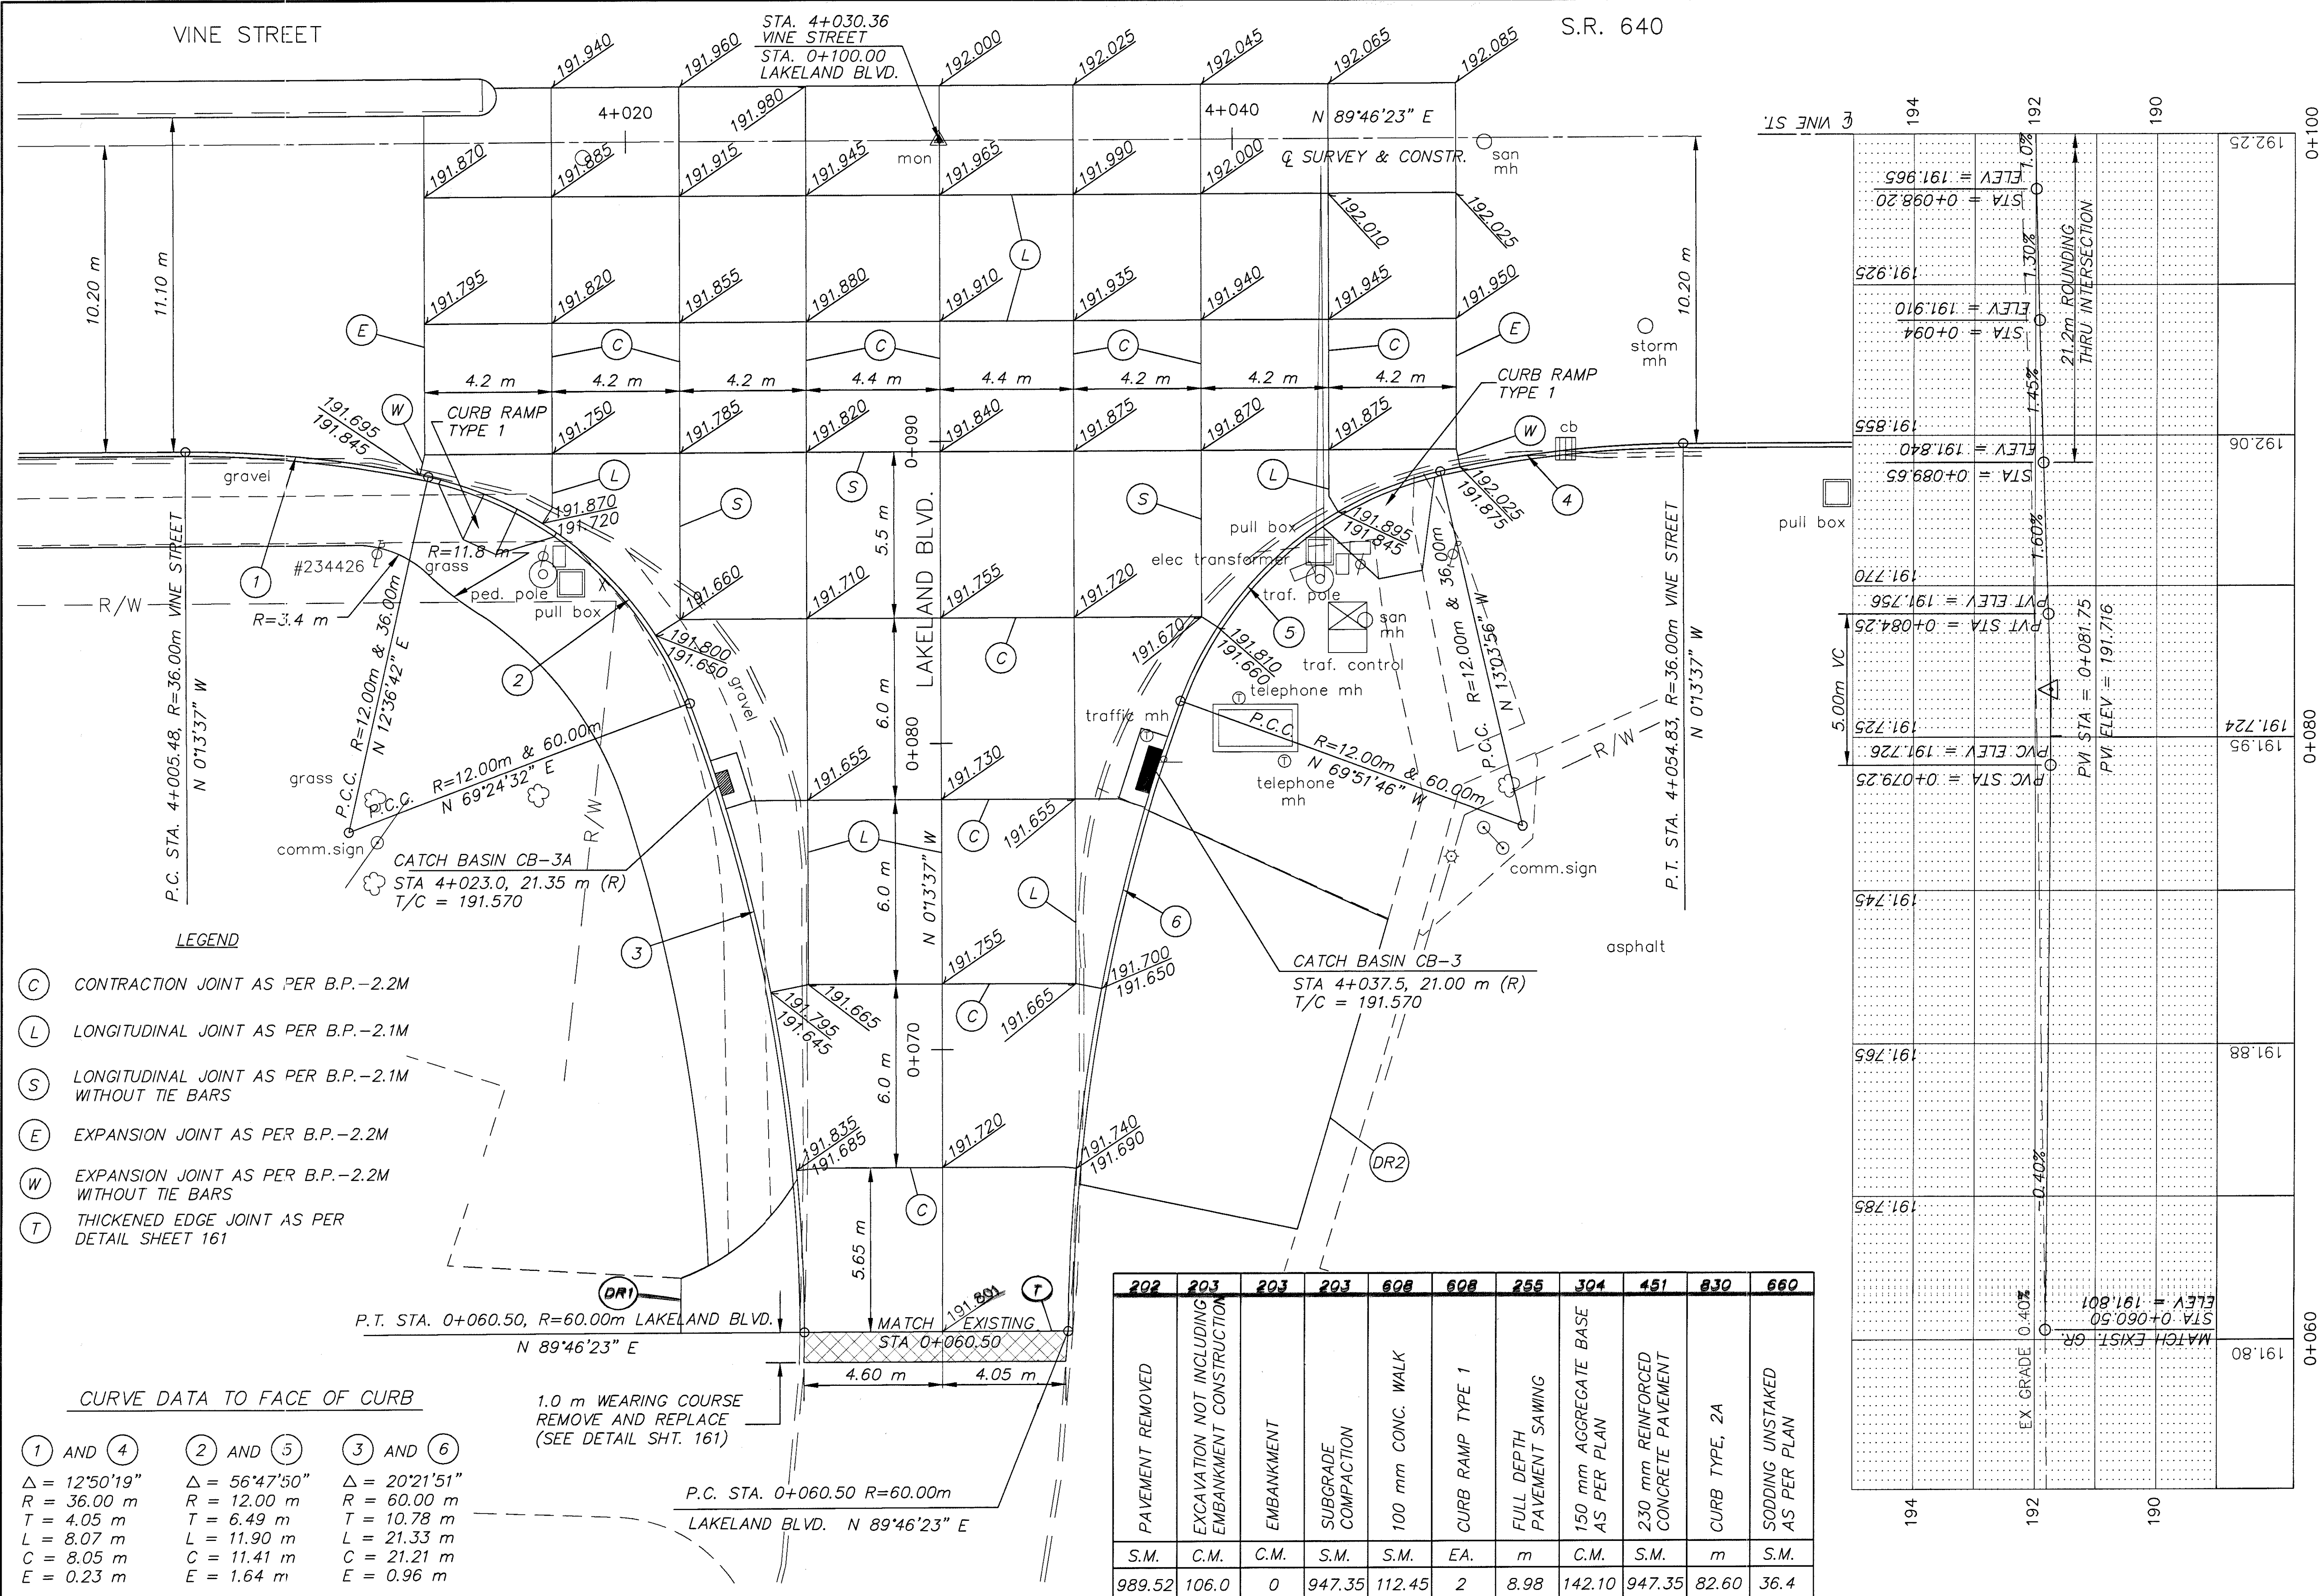 VINE STREET
STA. 4+030.36
VINE STREET
STA. 0+100.00
LAKELAND BLVD.
S.R. 640
191.940
191.960
191.980
192.000
192.025
192.045
192.065
192.085
4+020
4+040
N 89°46'23" E
mon
℄ SURVEY & CONSTR.
san
mh
191.870
191.885
191.915
191.945
191.965
191.990
192.000
192.010
192.025
10.20 m
11.10 m
10.20 m
L
191.795
191.820
191.855
191.880
191.910
191.935
191.940
191.945
191.950
E
C
C
C
C
E
storm
mh
4.2 m
4.2 m
4.2 m
4.4 m
4.4 m
4.2 m
4.2 m
4.2 m
CURB RAMP
TYPE 1
191.695
191.845
W
CURB RAMP
TYPE 1
191.750
191.785
191.820
0+090
191.840
191.875
191.870
191.875
W
cb
gravel
L
S
S
S
L
4
192.025
191.875
191.870
191.720
191.895
191.845
pull box
pull box
R=11.8 m
grass
#234426
1
5.5 m
elec transformer
R/W
R=3.4 m
ped. pole
pull box
X
191.660
191.710
191.755
191.720
191.670
traf. pole
san
mh
5
traf. control
191.800
191.650
191.810
191.660
gravel
2
C
LAKELAND BLVD.
6.0 m
P.C. STA. 4+005.48, R=36.00m VINE STREET
N 0°13'37" W
P.C.C. R=12.00m & 36.00m
N 12°36'42" E
P.C.C. R=12.00m & 60.00m
N 69°24'32" E
P.C.C. R=12.00m & 60.00m
N 69°51'46" W
P.C.C. R=12.00m & 36.00m
N 13°03'56" W
P.T. STA. 4+054.83, R=36.00m VINE STREET
N 0°13'37" W
telephone mh
traffic mh
telephone
mh
R/W
R/W
grass
comm.sign
comm.sign
0+080
191.655
191.730
191.655
L
C
L
6
6.0 m
N 0°13'37" W
CATCH BASIN CB-3A
STA 4+023.0, 21.35 m (R)
T/C = 191.570
3
asphalt
CATCH BASIN CB-3
STA 4+037.5, 21.00 m (R)
T/C = 191.570
191.755
191.700
191.650
191.795
191.645
191.665
191.665
C
0+070
6.0 m
191.835
191.685
191.720
191.740
191.690
DR2
C
5.65 m
LEGEND
C CONTRACTION JOINT AS PER B.P.-2.2M
L LONGITUDINAL JOINT AS PER B.P.-2.1M
S LONGITUDINAL JOINT AS PER B.P.-2.1M
WITHOUT TIE BARS
E EXPANSION JOINT AS PER B.P.-2.2M
W EXPANSION JOINT AS PER B.P.-2.2M
WITHOUT TIE BARS
T THICKENED EDGE JOINT AS PER
DETAIL SHEET 161
DR1
P.T. STA. 0+060.50, R=60.00m LAKELAND BLVD.
N 89°46'23" E
191.801
T
MATCH EXISTING
STA 0+060.50
4.60 m
4.05 m
1.0 m WEARING COURSE
REMOVE AND REPLACE
(SEE DETAIL SHT. 161)
P.C. STA. 0+060.50 R=60.00m
LAKELAND BLVD. N 89°46'23" E
CURVE DATA TO FACE OF CURB
1 AND 4
Δ = 12°50'19"
R = 36.00 m
T = 4.05 m
L = 8.07 m
C = 8.05 m
E = 0.23 m
2 AND 5
Δ = 56°47'50"
R = 12.00 m
T = 6.49 m
L = 11.90 m
C = 11.41 m
E = 1.64 m
3 AND 6
Δ = 20°21'51"
R = 60.00 m
T = 10.78 m
L = 21.33 m
C = 21.21 m
E = 0.96 m
202 203 203 203 608 608 255 304 451 830 660
PAVEMENT REMOVED
EXCAVATION NOT INCLUDING
EMBANKMENT CONSTRUCTION
EMBANKMENT
SUBGRADE
COMPACTION
100 mm CONC. WALK
CURB RAMP TYPE 1
FULL DEPTH
PAVEMENT SAWING
150 mm AGGREGATE BASE
AS PER PLAN
230 mm REINFORCED
CONCRETE PAVEMENT
CURB TYPE, 2A
SODDING UNSTAKED
AS PER PLAN
S.M. C.M. C.M. S.M. S.M. EA. m C.M. S.M. m S.M.
989.52 106.0 0 947.35 112.45 2 8.98 142.10 947.35 82.60 36.4
℄ VINE ST.
194
192
190
0+100
192.25
1.0%
STA = 0+098.20
ELEV = 191.965
1.30%
21.2m ROUNDING
THRU INTERSECTION
191.925
STA = 0+094
ELEV = 191.910
1.45%
191.855
192.06
STA = 0+089.65
ELEV = 191.840
1.60%
191.770
PVT STA = 0+084.25
PVT ELEV = 191.756
5.00m VC
PVI STA = 0+081.75
PVI ELEV = 191.716
191.725
191.724
191.95
0+080
PVC STA = 0+079.25
PVC ELEV = 191.726
191.745
191.765
191.88
-0.40%
191.785
MATCH EXIST. GR.
STA 0+060.50
ELEV = 191.801
191.80
0+060
EX GRADE 0.40%
194
192
190